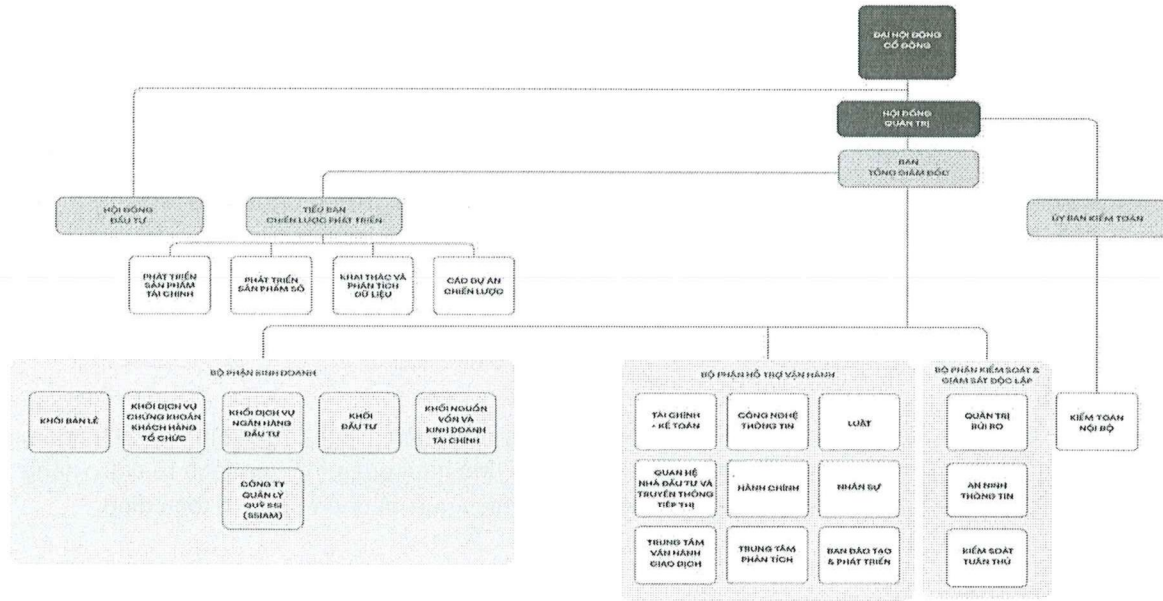 ĐẠI HỘI ĐỒNG
CỔ ĐÔNG
HỘI ĐỒNG
QUẢN TRỊ
BAN
TỔNG GIÁM ĐỐC
HỘI ĐỒNG
ĐẦU TƯ
TIỂU BAN
CHIẾN LƯỢC PHÁT TRIỂN
ỦY BAN KIỂM TOÁN
PHÁT TRIỂN
SẢN PHẨM
TÀI CHÍNH
PHÁT TRIỂN
SẢN PHẨM SỐ
KHAI THÁC VÀ
PHÂN TÍCH
DỮ LIỆU
CÁC DỰ ÁN
CHIẾN LƯỢC
BỘ PHẬN KINH DOANH
KHỐI BÁN LẺ
KHỐI DỊCH VỤ
CHỨNG KHOÁN
KHÁCH HÀNG
TỔ CHỨC
KHỐI DỊCH VỤ
NGÂN HÀNG
ĐẦU TƯ
KHỐI
ĐẦU TƯ
KHỐI NGUỒN
VỐN VÀ
KINH DOANH
TÀI CHÍNH
CÔNG TY
QUẢN LÝ
QUỸ SSI
(SSIAM)
BỘ PHẬN HỖ TRỢ VẬN HÀNH
TÀI CHÍNH
- KẾ TOÁN
CÔNG NGHỆ
THÔNG TIN
LUẬT
QUAN HỆ
NHÀ ĐẦU TƯ VÀ
TRUYỀN THÔNG
TIẾP THỊ
HÀNH CHÍNH
NHÂN SỰ
TRUNG TÂM
VẬN HÀNH
GIAO DỊCH
TRUNG TÂM
PHÂN TÍCH
BAN ĐÀO TẠO
& PHÁT TRIỂN
BỘ PHẬN KIỂM SOÁT &
GIÁM SÁT ĐỘC LẬP
QUẢN TRỊ
RỦI RO
AN NINH
THÔNG TIN
KIỂM SOÁT
TUÂN THỦ
KIỂM TOÁN
NỘI BỘ